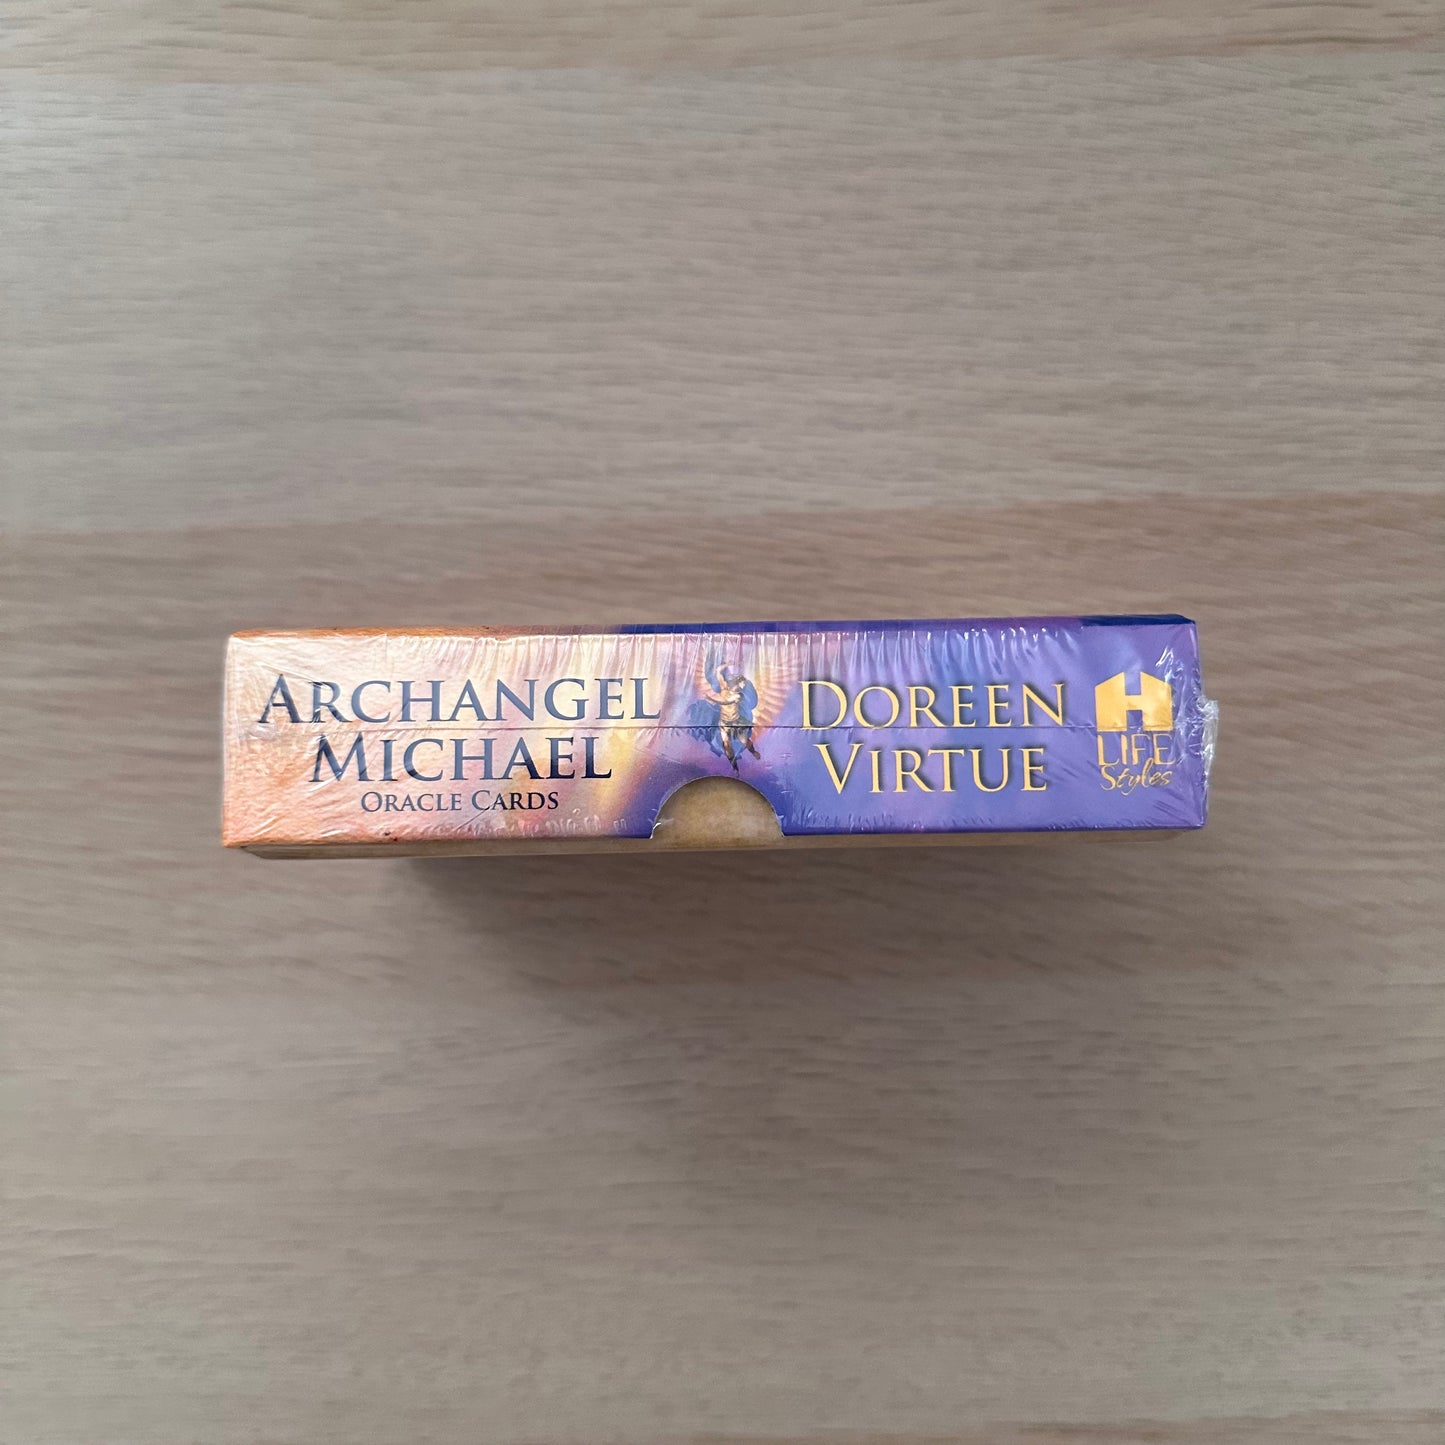 ARCHANGEL
MICHAEL
ORACLE CARDS
DOREEN
VIRTUE
H
LIFE
Styles